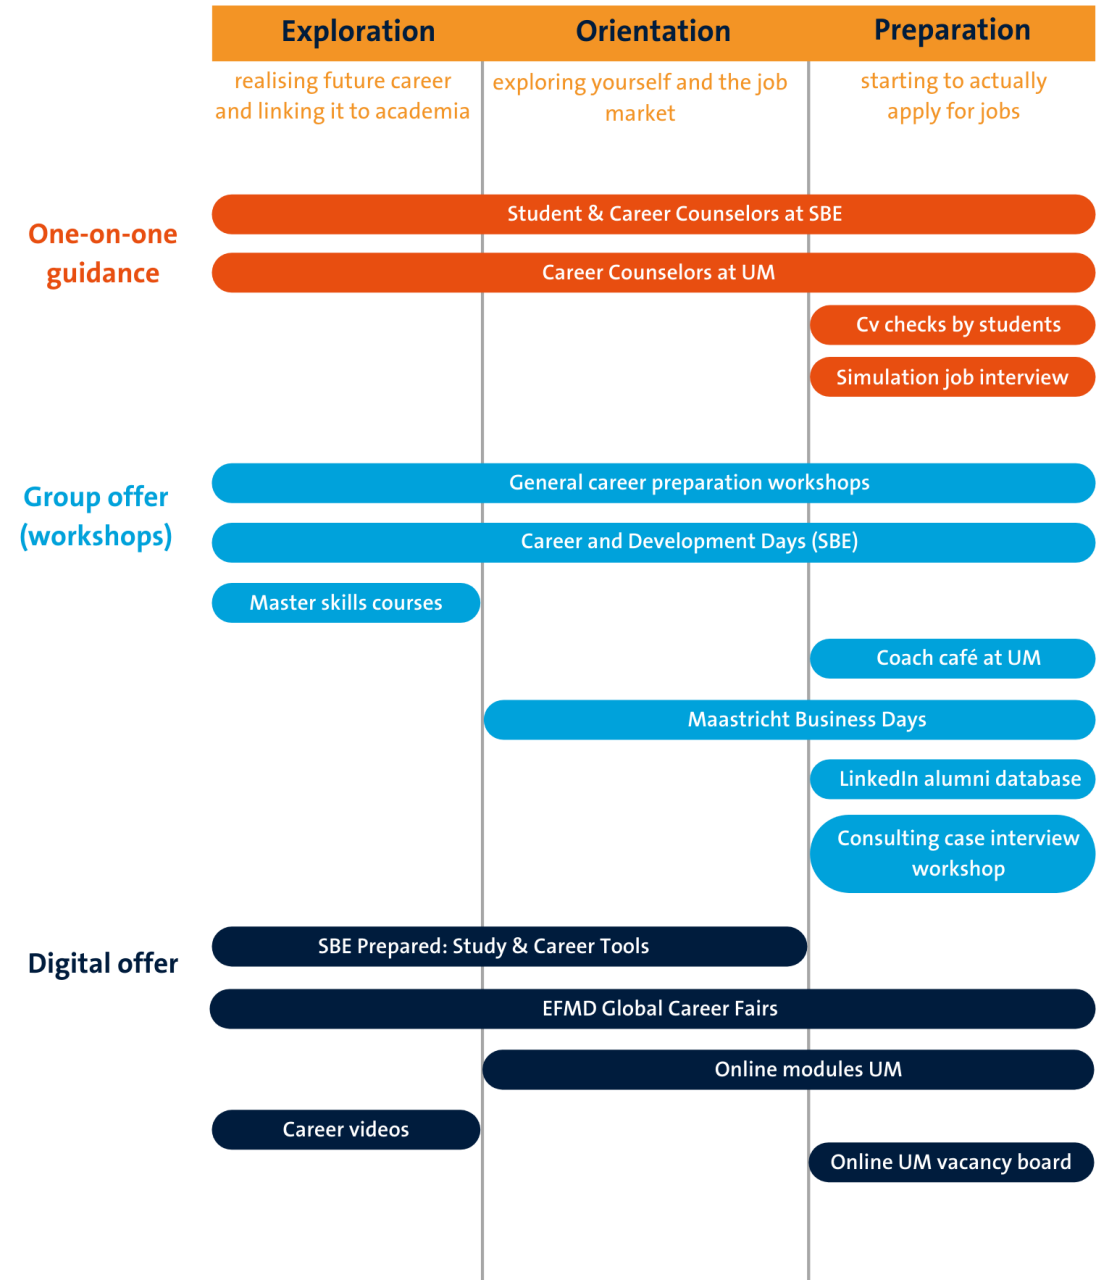 Exploration
Orientation
Preparation
realising future career
and linking it to academia
exploring yourself and the job
market
starting to actually
apply for jobs
One-on-one
guidance
Student & Career Counselors at SBE
Career Counselors at UM
Cv checks by students
Simulation job interview
Group offer
(workshops)
General career preparation workshops
Career and Development Days (SBE)
Master skills courses
Coach café at UM
Maastricht Business Days
LinkedIn alumni database
Consulting case interview
workshop
Digital offer
SBE Prepared: Study & Career Tools
EFMD Global Career Fairs
Online modules UM
Career videos
Online UM vacancy board